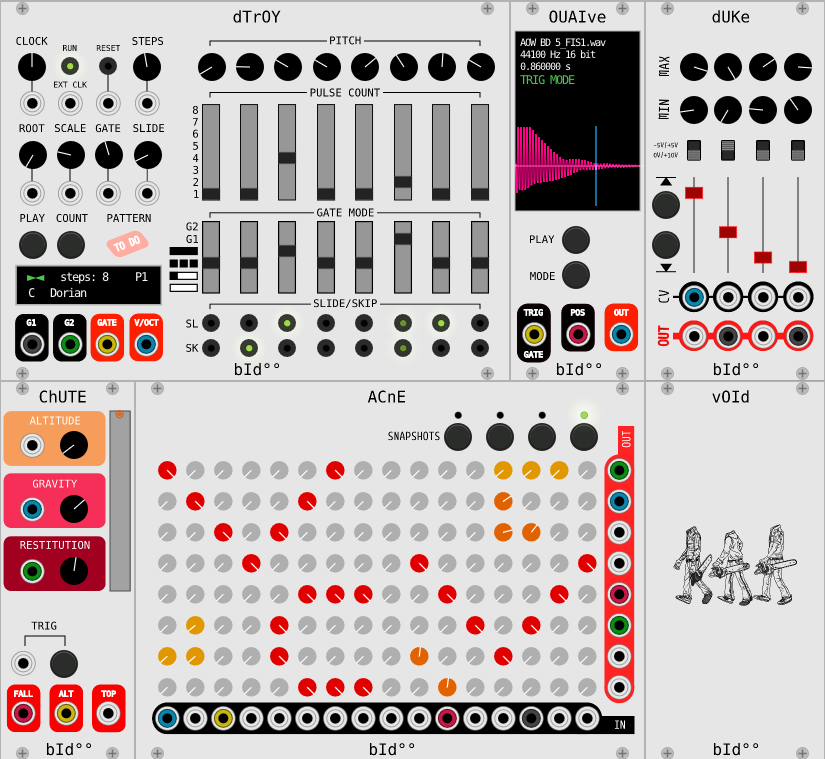 dTrOY
CLOCK
RUN
RESET
STEPS
EXT CLK
ROOT SCALE GATE SLIDE
PLAY COUNT PATTERN
TO DO
steps: 8 P1
C Dorian
G1 G2 GATE V/OCT
PITCH
PULSE COUNT
8
7
6
5
4
3
2
1
GATE MODE
G2
G1
SLIDE/SKIP
SL
SK
bId°°
OUAIve
AOW BD 5_FIS1.wav
44100 Hz 16 bit
0.860000 s
TRIG MODE
PLAY
MODE
TRIG POS OUT
GATE
bId°°
dUKe
MAX
MIN
-5V/+5V
0V/+10V
CV
OUT
bId°°
ChUTE
ALTITUDE
GRAVITY
RESTITUTION
TRIG
FALL ALT TOP
bId°°
ACnE
SNAPSHOTS
OUT
IN
bId°°
vOId
bId°°